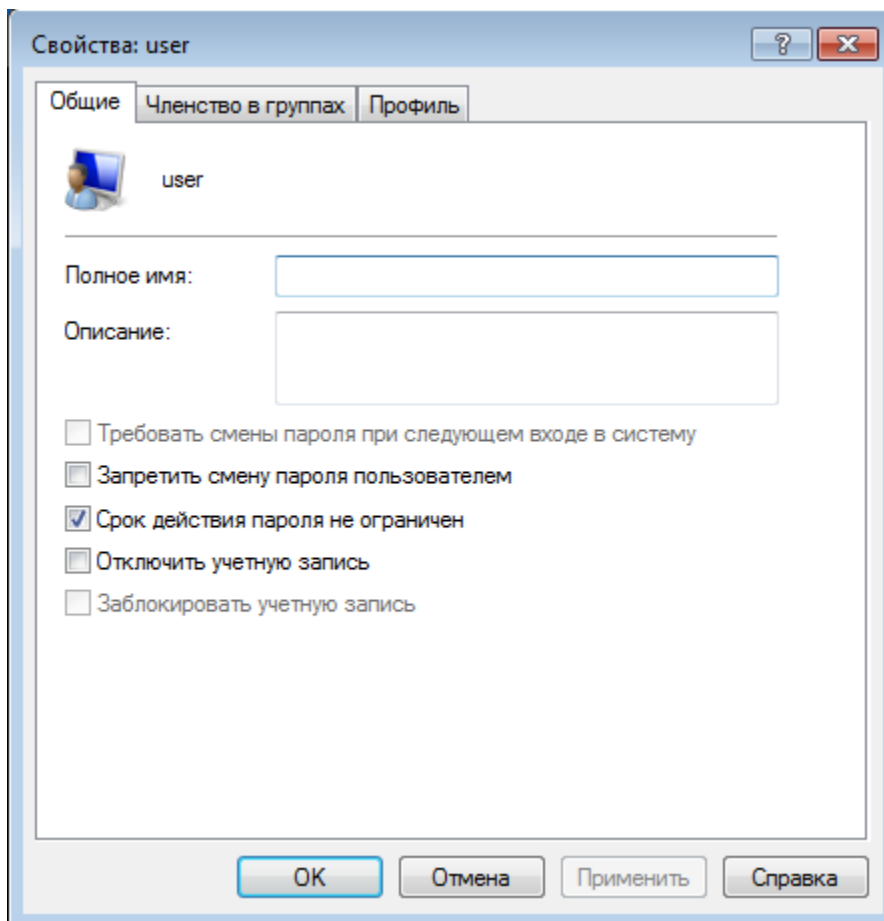 Свойства: user
Общие Членство в группах Профиль
user
Полное имя:
Описание:
Требовать смены пароля при следующем входе в систему
Запретить смену пароля пользователем
Срок действия пароля не ограничен
Отключить учетную запись
Заблокировать учетную запись
OK Отмена Применить Справка